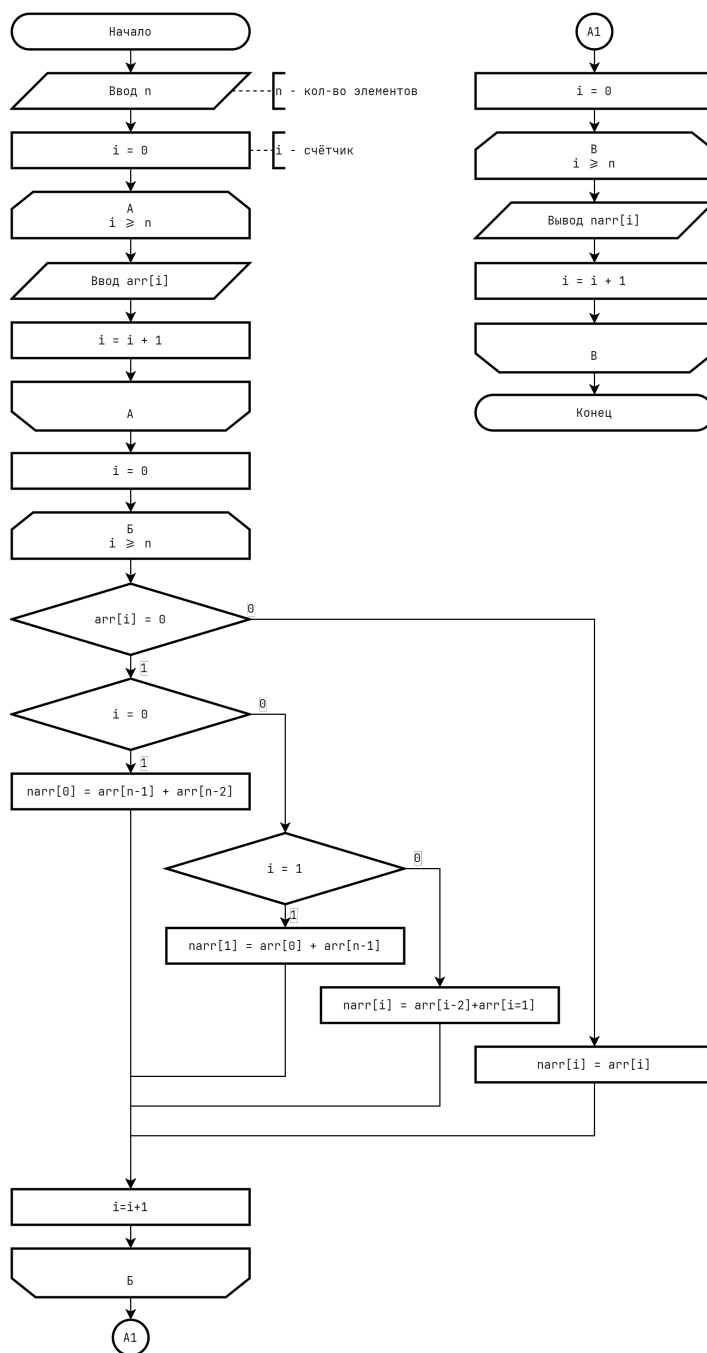 Начало
Ввод n
n - кол-во элементов
i = 0
i - счётчик
А
i ⩾ n
Ввод arr[i]
i = i + 1
А
i = 0
Б
i ⩾ n
arr[i] = 0
0
1
i = 0
0
1
narr[0] = arr[n-1] + arr[n-2]
i = 1
0
1
narr[1] = arr[0] + arr[n-1]
narr[i] = arr[i-2]+arr[i=1]
narr[i] = arr[i]
i=i+1
Б
А1
А1
i = 0
В
i ⩾ n
Вывод narr[i]
i = i + 1
В
Конец